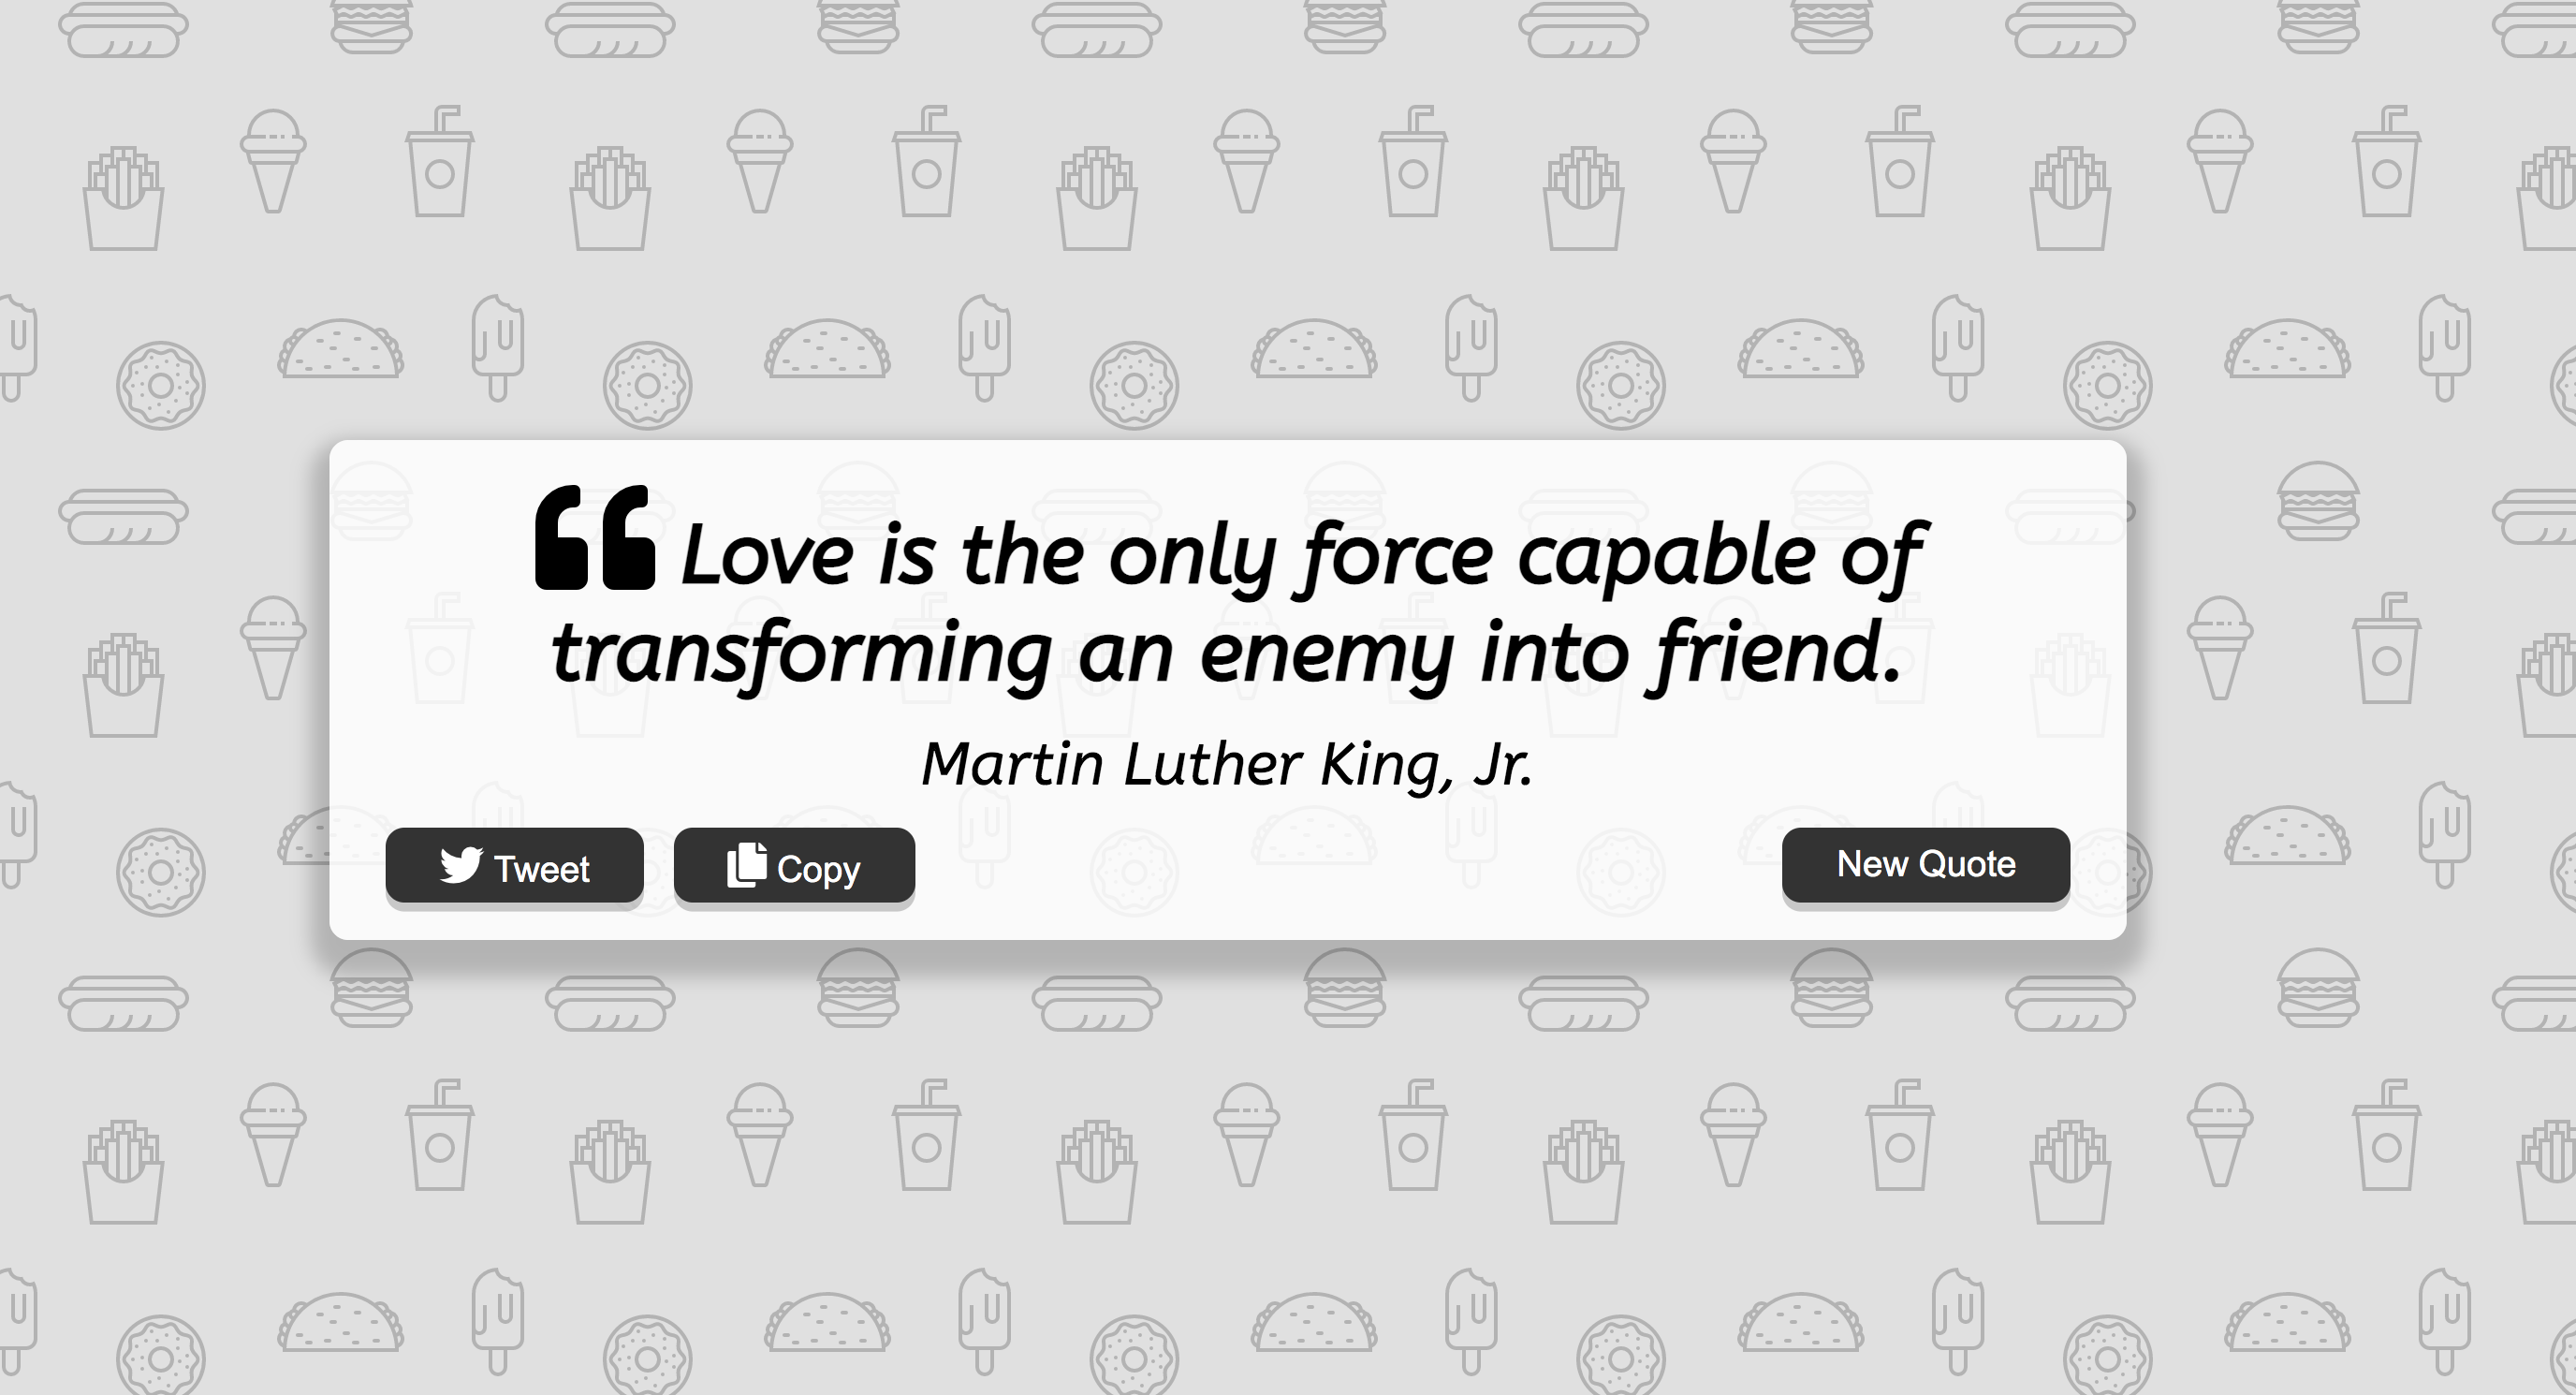 Love is the only force capable of
transforming an enemy into friend.
Martin Luther King, Jr.
Tweet Copy New Quote